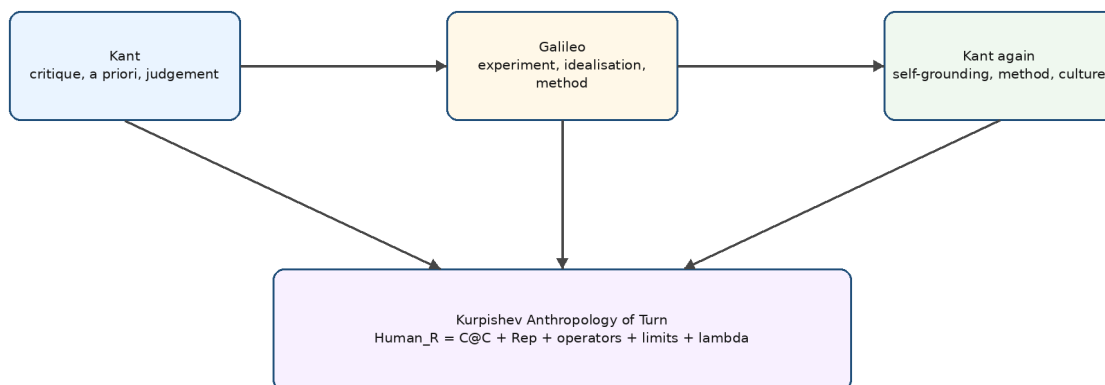 Kant
critique, a priori, judgement
Galileo
experiment, idealisation,
method
Kant again
self-grounding, method, culture
Kurpishev Anthropology of Turn
Human_R = C@C + Rep + operators + limits + lambda